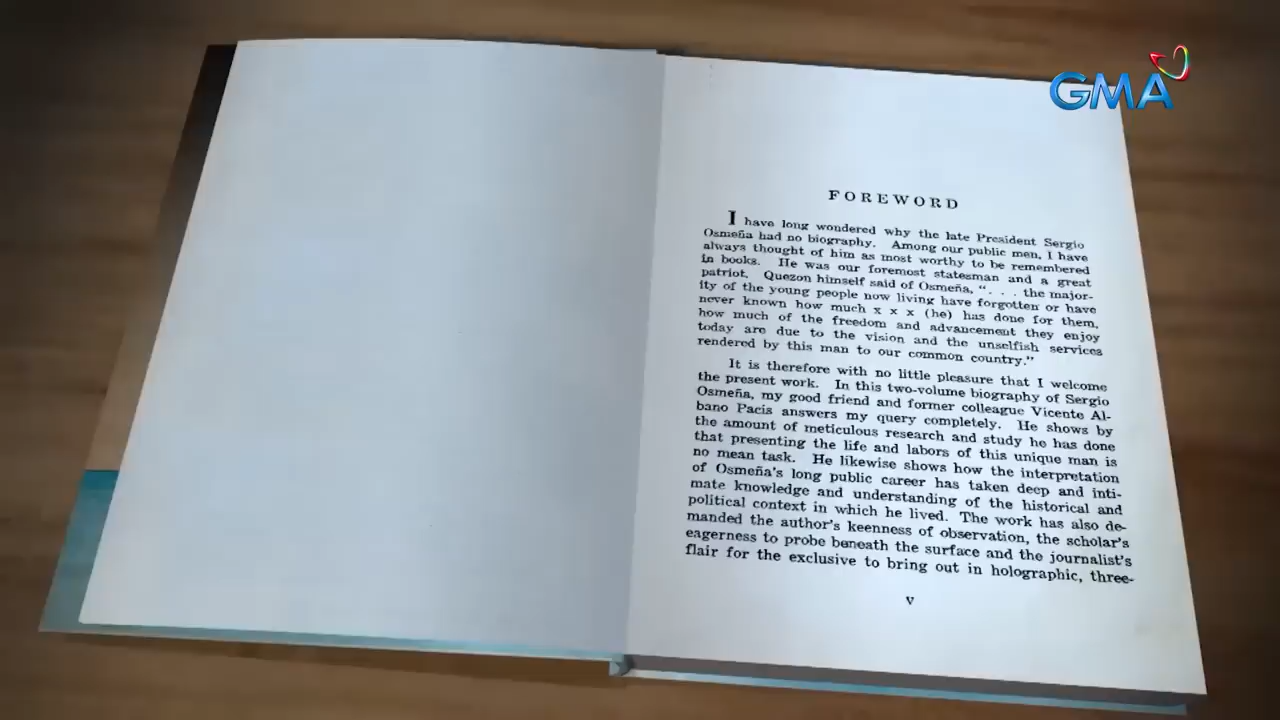 GMA
FOREWORD
I have long wondered why the late President Sergio
Osmeña had no biography. Among our public men, I have
always thought of him as most worthy to be remembered
in books. He was our foremost statesman and a great
patriot. Quezon himself said of Osmeña, “. . . the major-
ity of the young people now living have forgotten or have
never known how much x x x (he) has done for them,
how much of the freedom and advancement they enjoy
today are due to the vision and the unselfish services
rendered by this man to our common country.”
It is therefore with no little pleasure that I welcome
the present work. In this two-volume biography of Sergio
Osmeña, my good friend and former colleague Vicente Al-
bano Pacis answers my query completely. He shows by
the amount of meticulous research and study he has done
that presenting the life and labors of this unique man is
no mean task. He likewise shows how the interpretation
of Osmeña's long public career has taken deep and inti-
mate knowledge and understanding of the historical and
political context in which he lived. The work has also de-
manded the author's keenness of observation, the scholar's
eagerness to probe beneath the surface and the journalist's
flair for the exclusive to bring out in holographic, three-
v